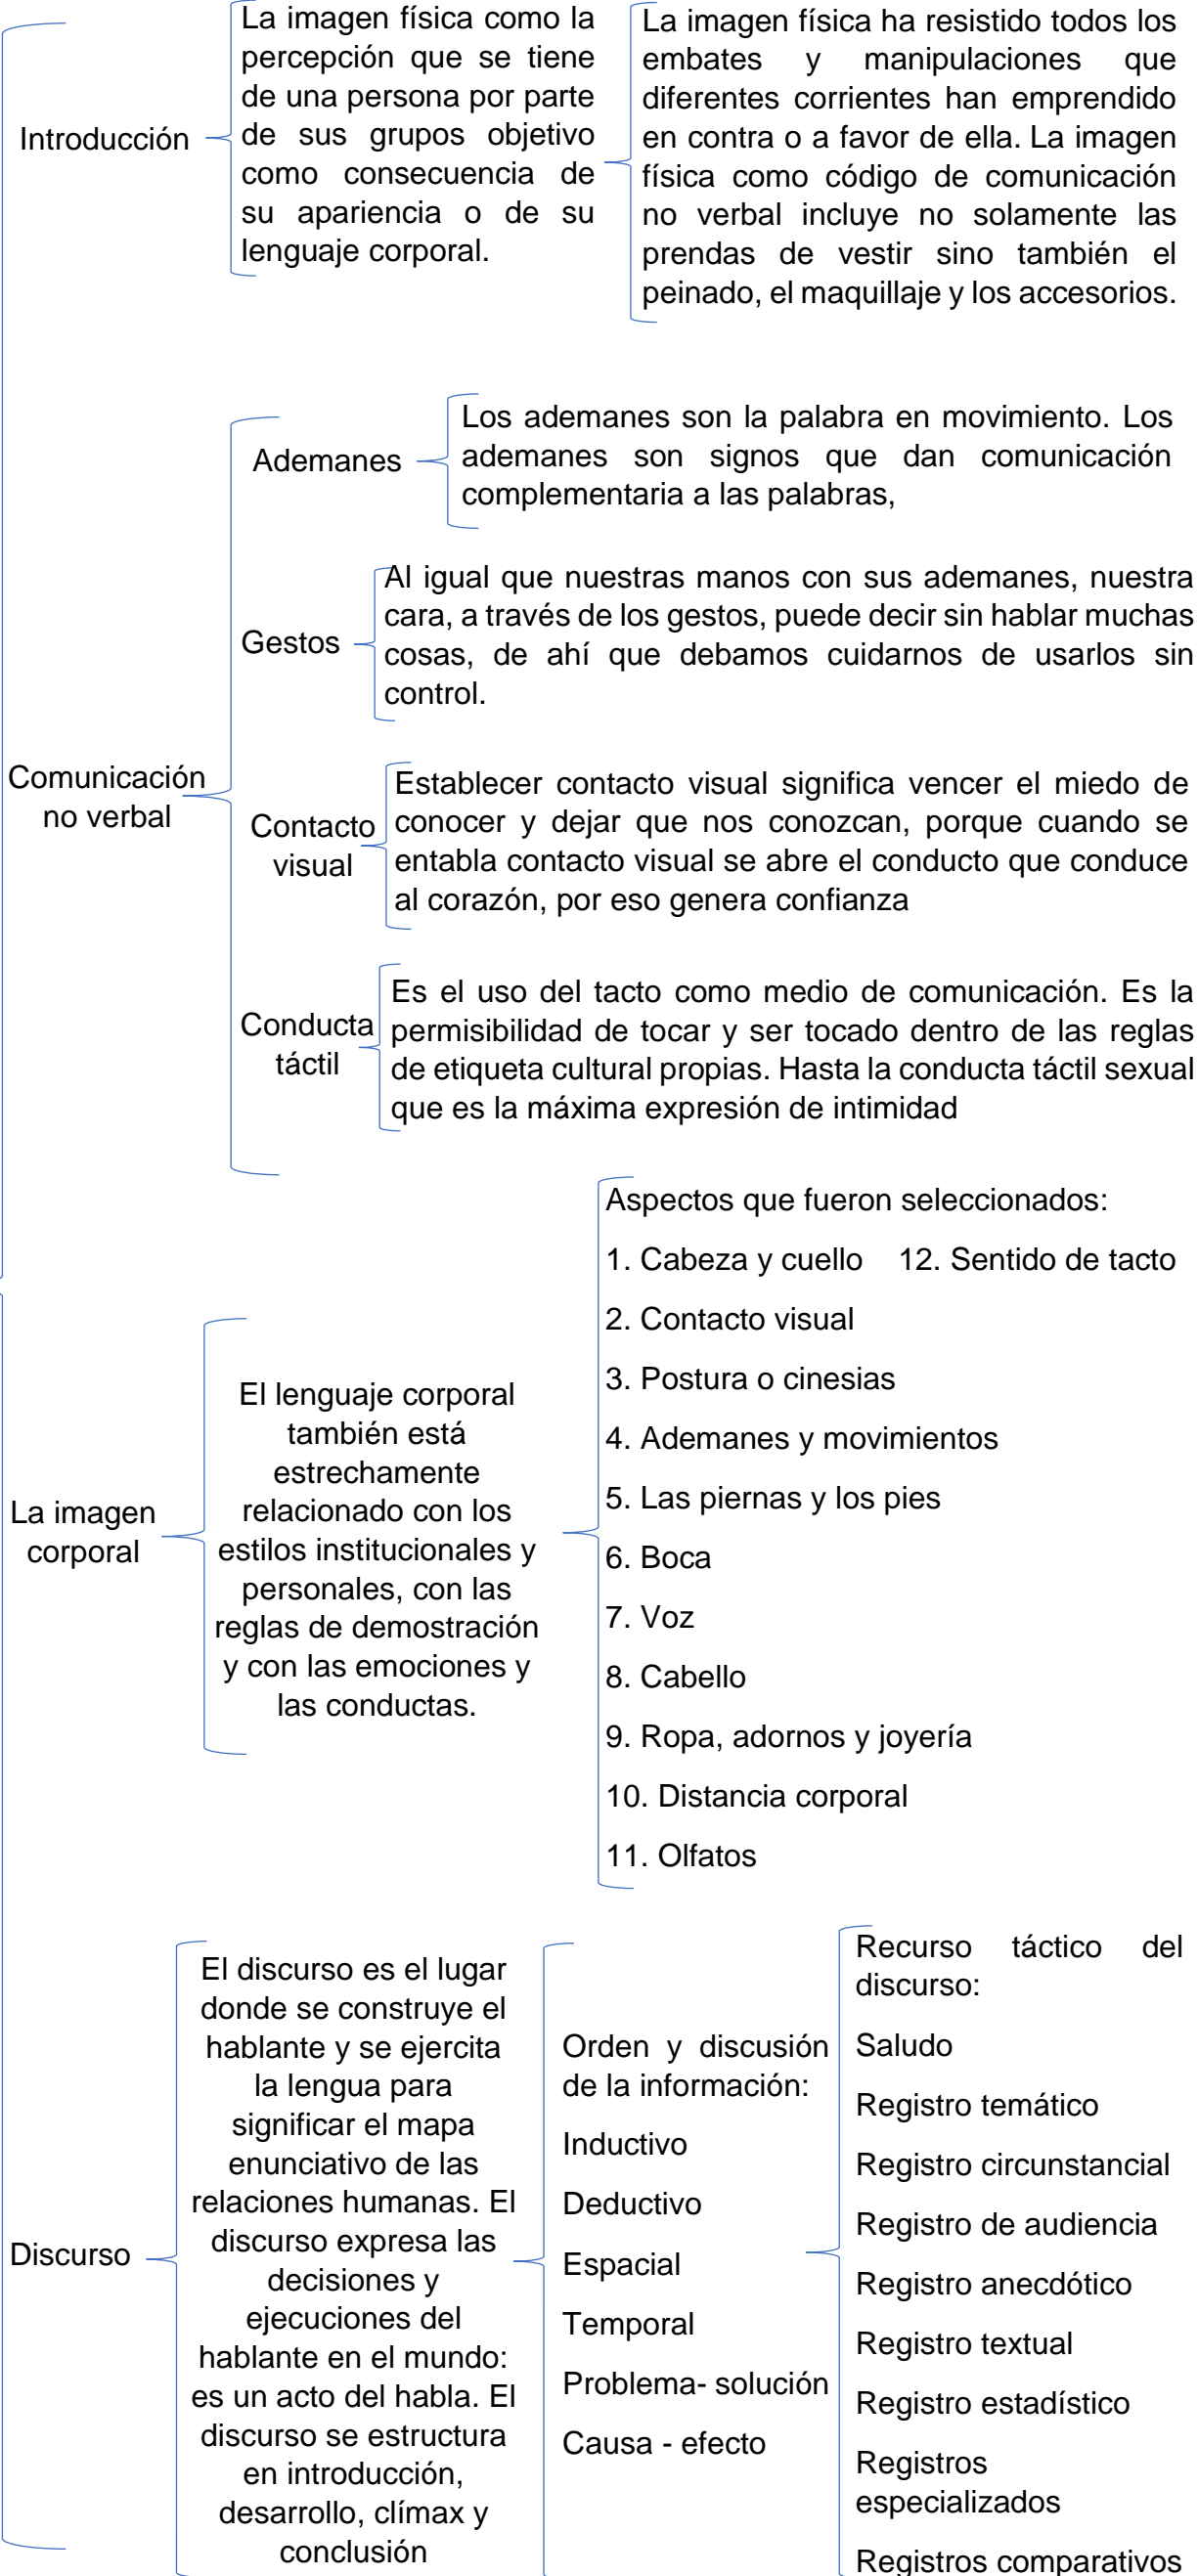 Introducción
La imagen física como la
percepción que se tiene
de una persona por parte
de sus grupos objetivo
como consecuencia de
su apariencia o de su
lenguaje corporal.
La imagen física ha resistido todos los
embates y manipulaciones que
diferentes corrientes han emprendido
en contra o a favor de ella. La imagen
física como código de comunicación
no verbal incluye no solamente las
prendas de vestir sino también el
peinado, el maquillaje y los accesorios.
Comunicación
no verbal
Ademanes
Los ademanes son la palabra en movimiento. Los
ademanes son signos que dan comunicación
complementaria a las palabras,
Gestos
Al igual que nuestras manos con sus ademanes, nuestra
cara, a través de los gestos, puede decir sin hablar muchas
cosas, de ahí que debamos cuidarnos de usarlos sin
control.
Contacto
visual
Establecer contacto visual significa vencer el miedo de
conocer y dejar que nos conozcan, porque cuando se
entabla contacto visual se abre el conducto que conduce
al corazón, por eso genera confianza
Conducta
táctil
Es el uso del tacto como medio de comunicación. Es la
permisibilidad de tocar y ser tocado dentro de las reglas
de etiqueta cultural propias. Hasta la conducta táctil sexual
que es la máxima expresión de intimidad
La imagen
corporal
El lenguaje corporal
también está
estrechamente
relacionado con los
estilos institucionales y
personales, con las
reglas de demostración
y con las emociones y
las conductas.
Aspectos que fueron seleccionados:
1. Cabeza y cuello 12. Sentido de tacto
2. Contacto visual
3. Postura o cinesias
4. Ademanes y movimientos
5. Las piernas y los pies
6. Boca
7. Voz
8. Cabello
9. Ropa, adornos y joyería
10. Distancia corporal
11. Olfatos
Discurso
El discurso es el lugar
donde se construye el
hablante y se ejercita
la lengua para
significar el mapa
enunciativo de las
relaciones humanas. El
discurso expresa las
decisiones y
ejecuciones del
hablante en el mundo:
es un acto del habla. El
discurso se estructura
en introducción,
desarrollo, clímax y
conclusión
Orden y discusión
de la información:
Inductivo
Deductivo
Espacial
Temporal
Problema- solución
Causa - efecto
Recurso táctico del
discurso:
Saludo
Registro temático
Registro circunstancial
Registro de audiencia
Registro anecdótico
Registro textual
Registro estadístico
Registros
especializados
Registros comparativos